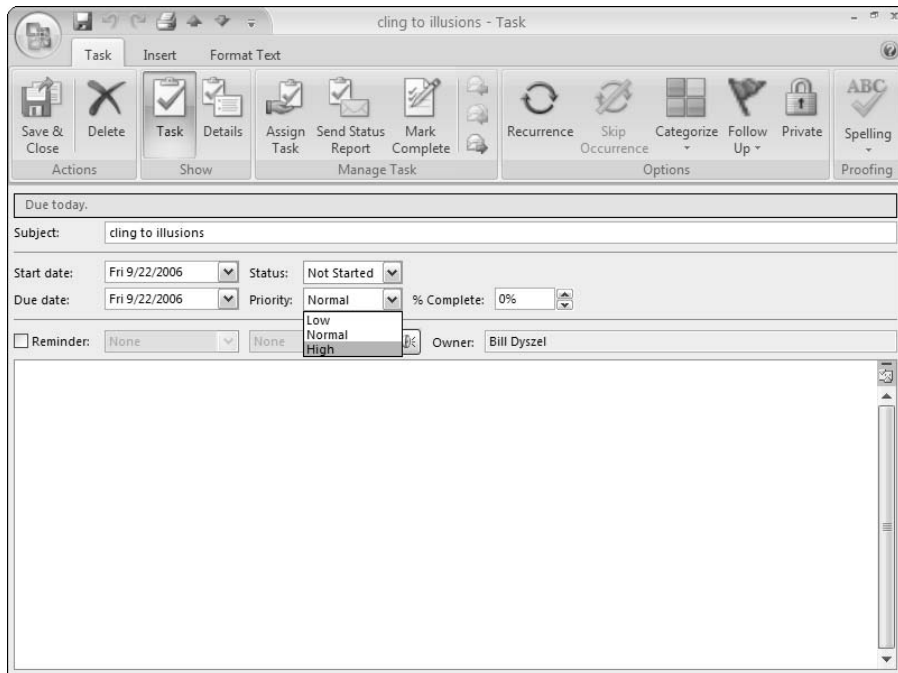 cling to illusions - Task
Task Insert Format Text
Save & Close Delete Task Details Assign Task Send Status Report Mark Complete Recurrence Skip Occurrence Categorize Follow Up Private ABC Spelling
Actions Show Manage Task Options Proofing
Due today.
Subject: cling to illusions
Start date: Fri 9/22/2006 Status: Not Started
Due date: Fri 9/22/2006 Priority: Normal % Complete: 0%
Low
Normal
High
Reminder: None None Owner: Bill Dyszel